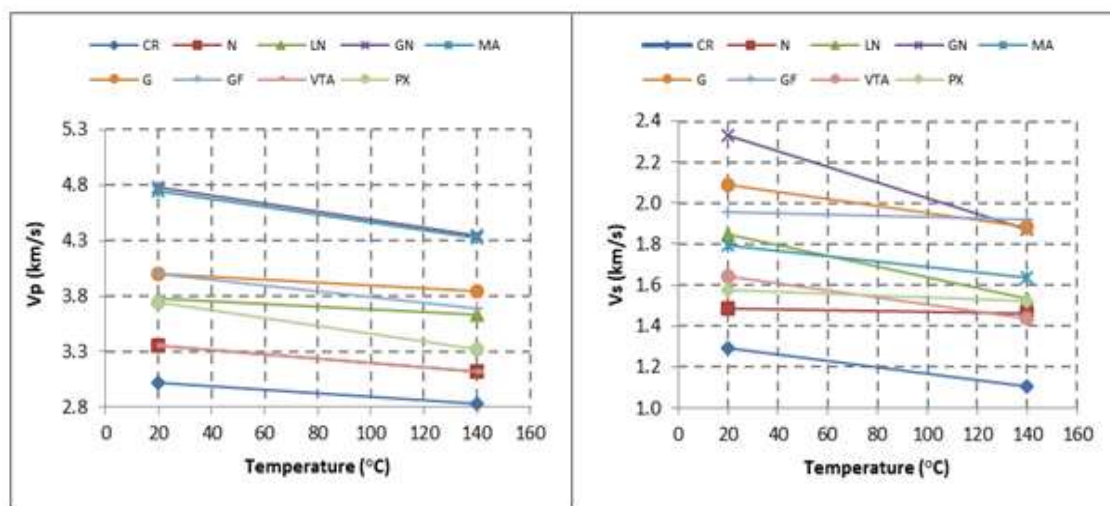 CR N LN GN MA
G GF VTA PX
5.3
4.8
4.3
3.8
3.3
2.8
Vp (km/s)
0 20 40 60 80 100 120 140 160
Temperature (°C)
CR N LN GN MA
G GF VTA PX
2.4
2.2
2.0
1.8
1.6
1.4
1.2
1.0
Vs (km/s)
0 20 40 60 80 100 120 140 160
Temperature (°C)